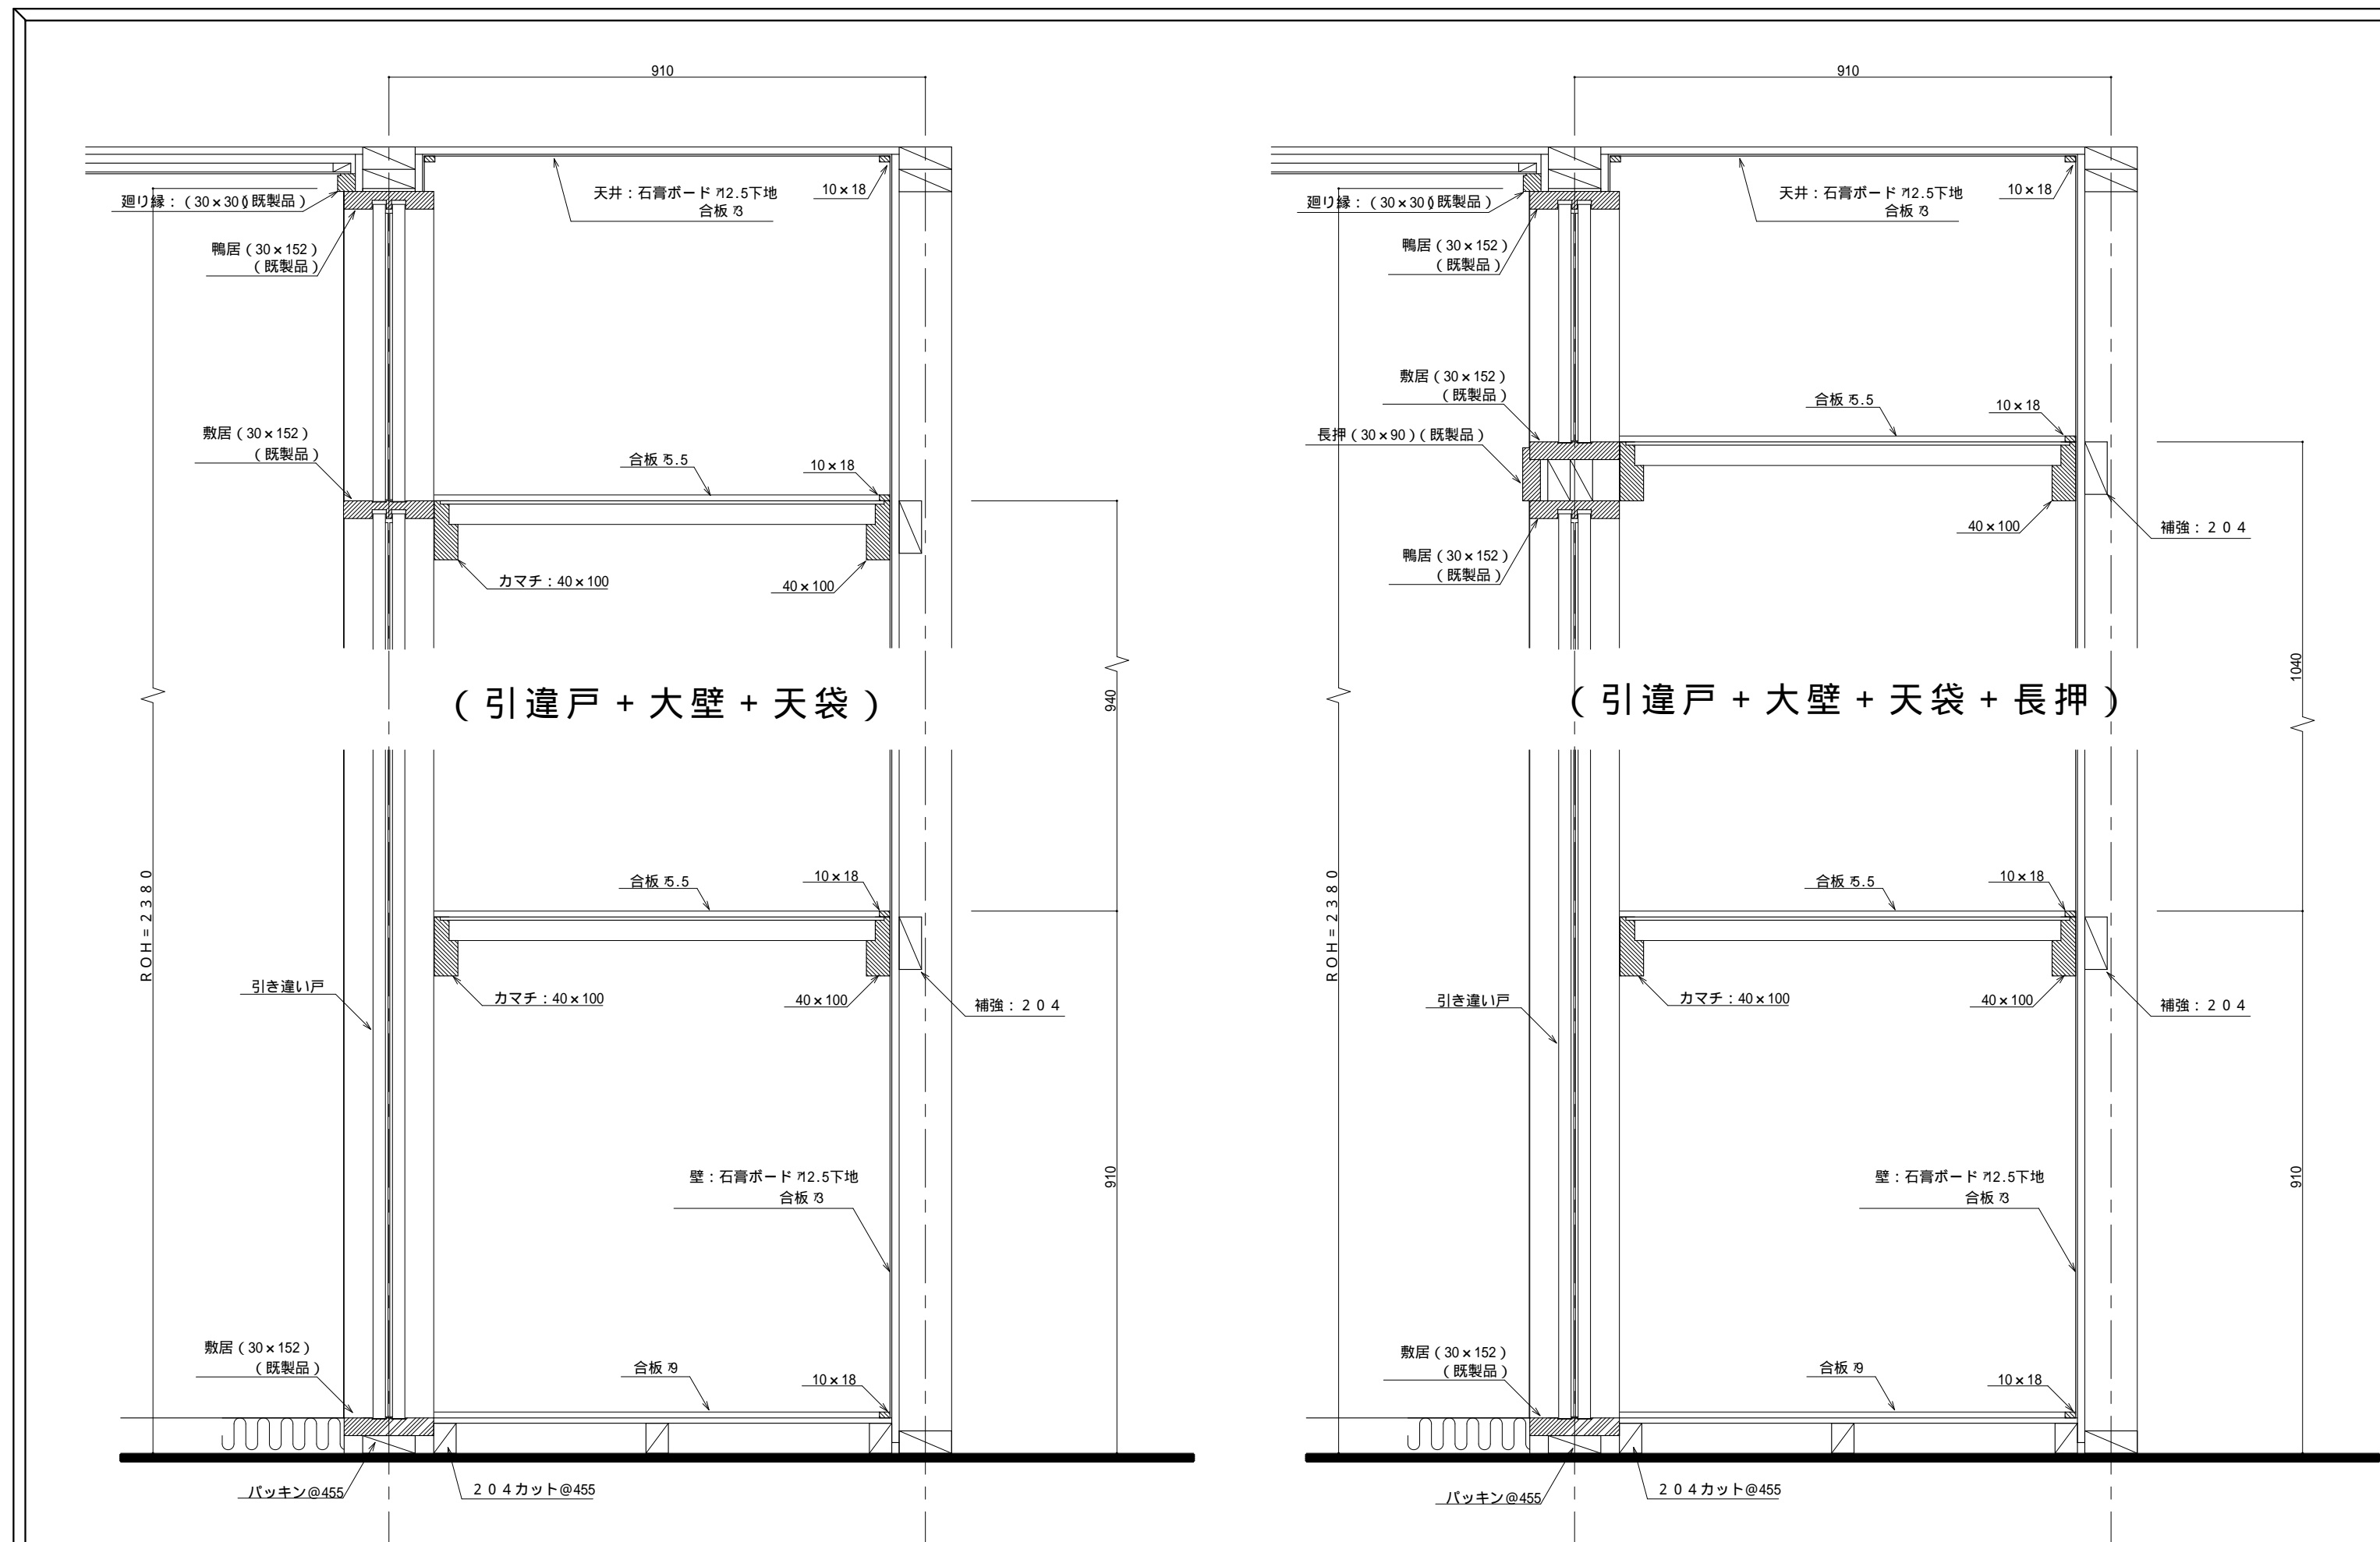 910
天井：石膏ボード ｱ12.5下地
合板 ｱ3
10×18
廻り縁：（30×30）（既製品）
鴨居（30×152）
（既製品）
敷居（30×152）
（既製品）
合板 ｱ5.5
10×18
カマチ：40×100
40×100
（引違戸＋大壁＋天袋）
940
ROH=2380
合板 ｱ5.5
10×18
引き違い戸
カマチ：40×100
40×100
補強：２０４
壁：石膏ボード ｱ12.5下地
合板 ｱ3
910
敷居（30×152）
（既製品）
合板 ｱ9
10×18
パッキン@455
２０４カット@455
910
天井：石膏ボード ｱ12.5下地
合板 ｱ3
10×18
廻り縁：（30×30）（既製品）
鴨居（30×152）
（既製品）
敷居（30×152）
（既製品）
合板 ｱ5.5
10×18
長押（30×90）（既製品）
40×100
補強：２０４
鴨居（30×152）
（既製品）
（引違戸＋大壁＋天袋＋長押）
1040
ROH=2380
合板 ｱ5.5
10×18
引き違い戸
カマチ：40×100
40×100
補強：２０４
壁：石膏ボード ｱ12.5下地
合板 ｱ3
910
敷居（30×152）
（既製品）
合板 ｱ9
10×18
パッキン@455
２０４カット@455